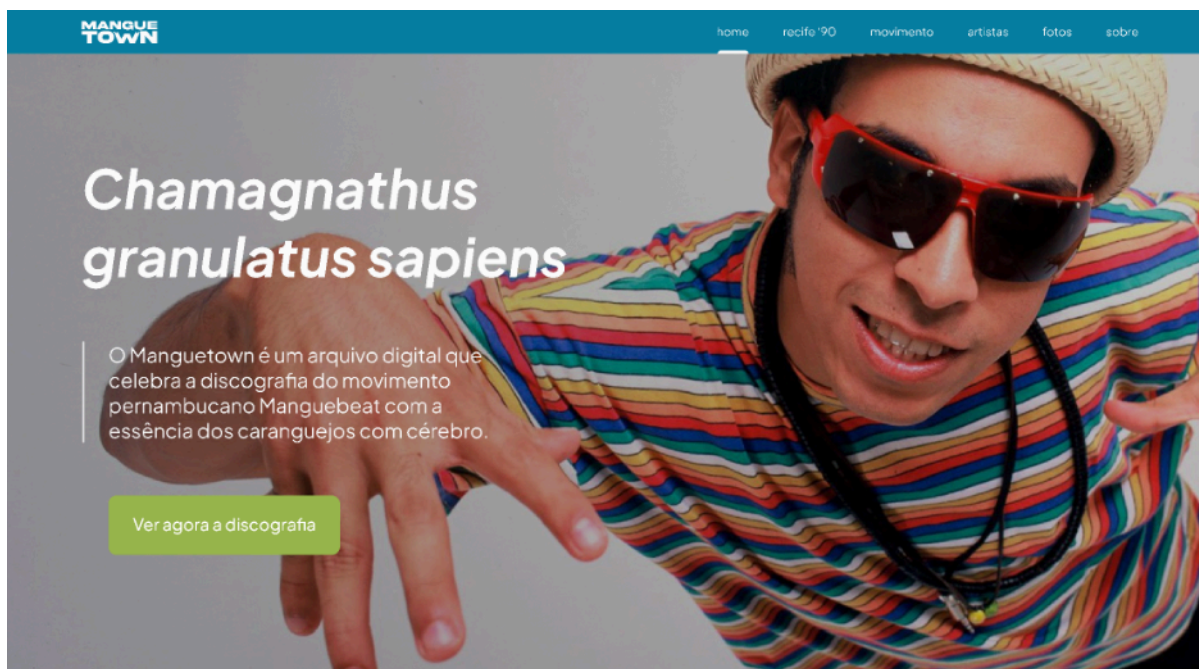 MANGUE
TOWN
home recife '90 movimento artistas fotos sobre
Chamagnathus
granulatus sapiens
O Manguetown é um arquivo digital que
celebra a discografia do movimento
pernambucano Manguebeat com a
essência dos caranguejos com cérebro.
Ver agora a discografia